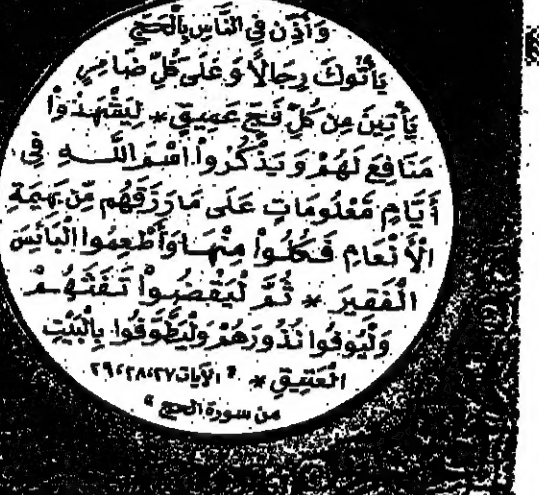 وَأَذِّن فِي النَّاسِ بِالْحَجِّ
يَأْتُوكَ رِجَالًا وَعَلَى كُلِّ ضَامِرٍ
يَأْتِينَ مِن كُلِّ فَجٍّ عَمِيقٍ * لِيَشْهَدُوا
مَنَافِعَ لَهُمْ وَيَذْكُرُوا اسْمَ اللَّــهِ فِي
أَيَّامٍ مَعْلُومَاتٍ عَلَى مَا رَزَقَهُم مِّن بَهِيمَةِ
الْأَنْعَامِ فَكُلُوا مِنْهَا وَأَطْعِمُوا الْبَائِسَ
الْفَقِيرَ * ثُمَّ لْيَقْضُوا تَفَثَهُمْ
وَلْيُوفُوا نُذُورَهُمْ وَلْيَطَّوَّفُوا بِالْبَيْتِ
الْعَتِيقِ * " الآيات ٢٧،٢٨،٢٩
من سورة الحج "